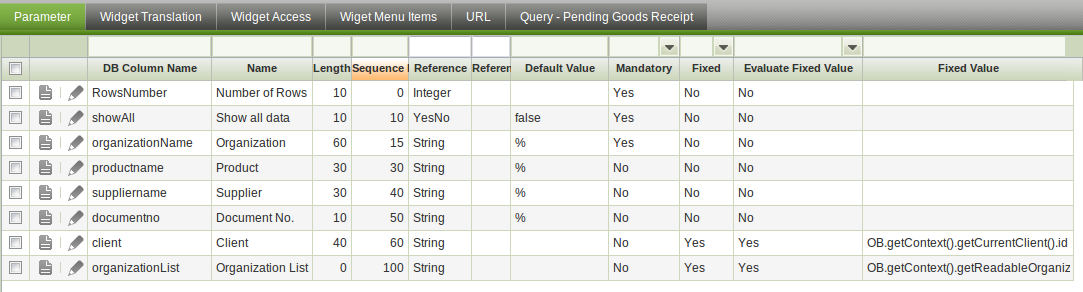 Parameter Widget Translation Widget Access Wiget Menu Items URL Query - Pending Goods Receipt
DB Column Name Name Length Sequence Reference Referen Default Value Mandatory Fixed Evaluate Fixed Value Fixed Value
RowsNumber Number of Rows 10 0 Integer Yes No No
showAll Show all data 10 10 YesNo false Yes No No
organizationName Organization 60 15 String % Yes No No
productname Product 30 30 String % No No No
suppliername Supplier 30 40 String % No No No
documentno Document No. 10 50 String % No No No
client Client 40 60 String No Yes Yes OB.getContext().getCurrentClient().id
organizationList Organization List 0 100 String No Yes Yes OB.getContext().getReadableOrganiz